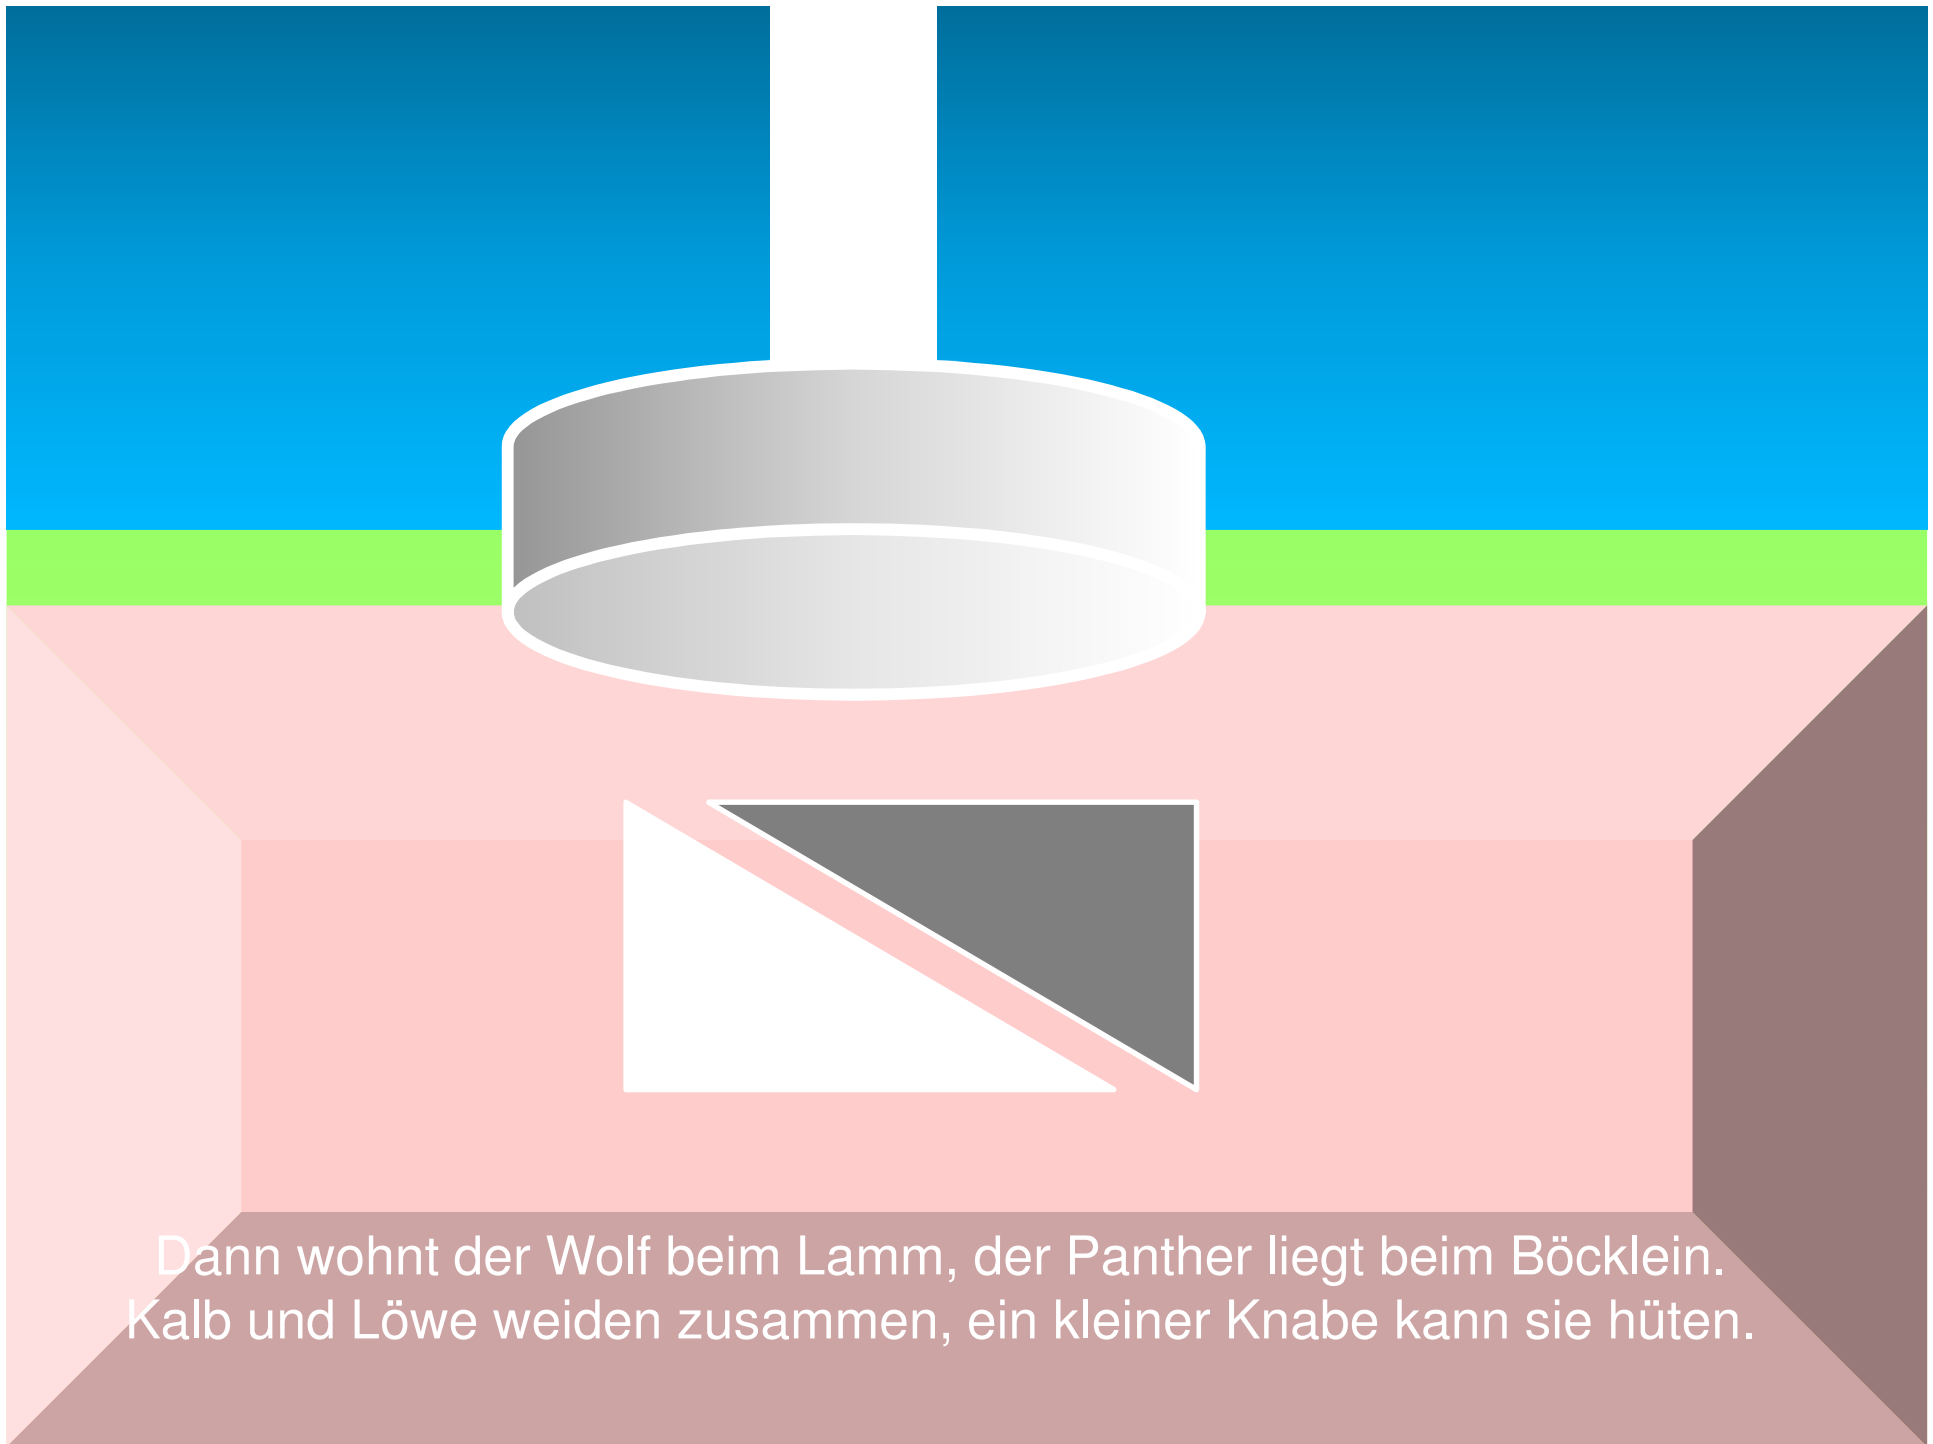 Dann wohnt der Wolf beim Lamm, der Panther liegt beim Böcklein.
Kalb und Löwe weiden zusammen, ein kleiner Knabe kann sie hüten.